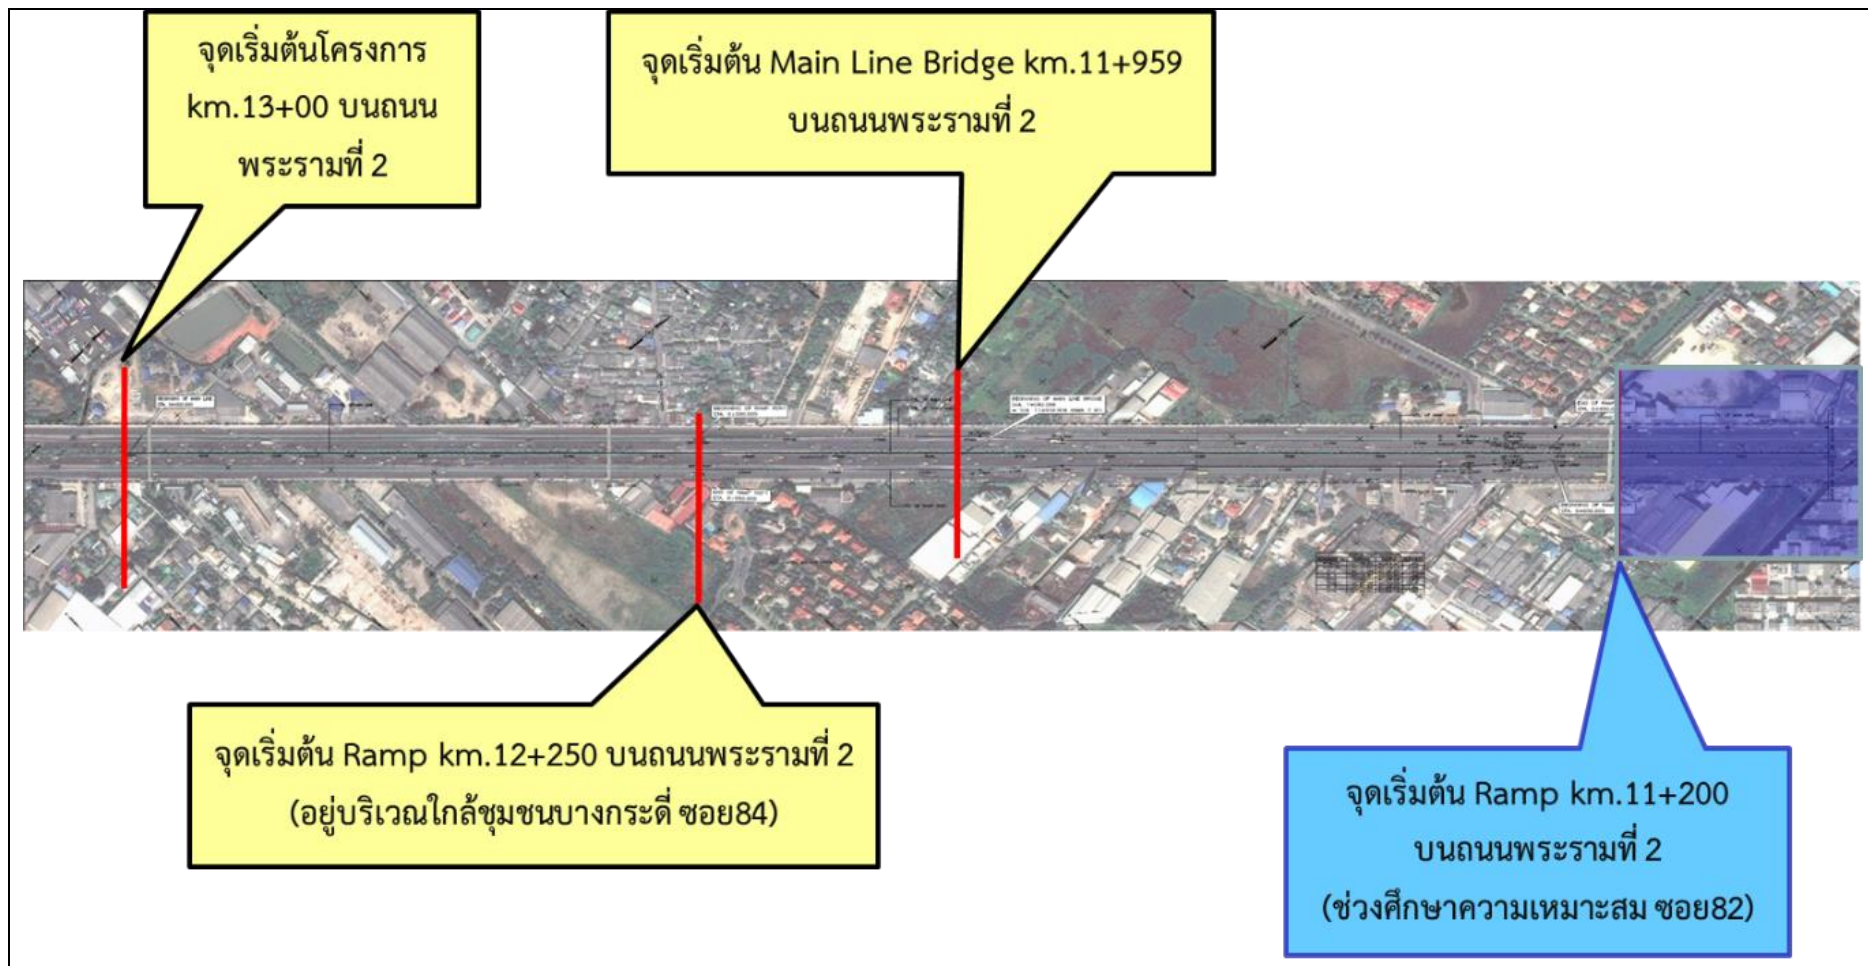 จุดเริ่มต้นโครงการ
km.13+00 บนถนน
พระรามที่ 2
จุดเริ่มต้น Main Line Bridge km.11+959
บนถนนพระรามที่ 2
จุดเริ่มต้น Ramp km.12+250 บนถนนพระรามที่ 2
(อยู่บริเวณใกล้ชุมชนบางกระดี่ ซอย84)
จุดเริ่มต้น Ramp km.11+200
บนถนนพระรามที่ 2
(ช่วงศึกษาความเหมาะสม ซอย82)